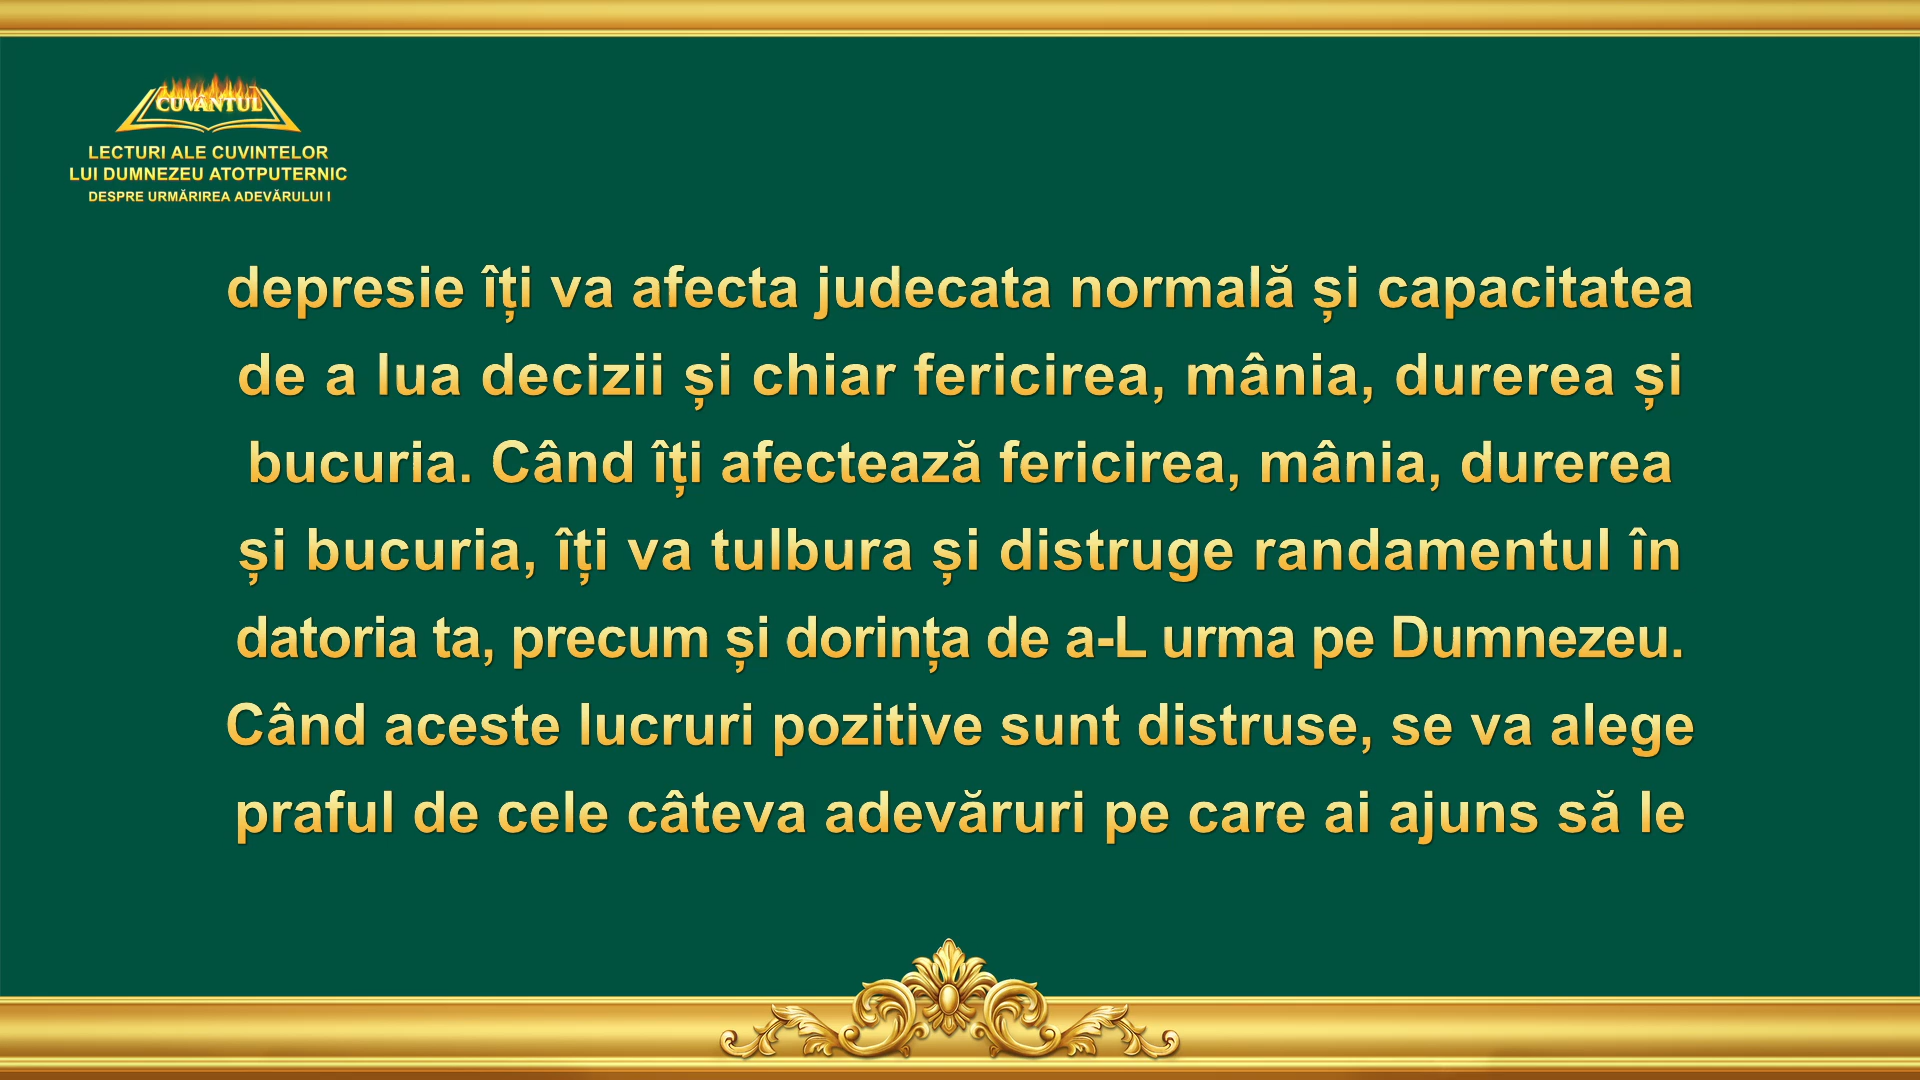 CUVÂNTUL
LECTURI ALE CUVINTELOR
LUI DUMNEZEU ATOTPUTERNIC
DESPRE URMĂRIREA ADEVĂRULUI I
depresie îți va afecta judecata normală și capacitatea
de a lua decizii și chiar fericirea, mânia, durerea și
bucuria. Când îți afectează fericirea, mânia, durerea
și bucuria, îți va tulbura și distruge randamentul în
datoria ta, precum și dorința de a-L urma pe Dumnezeu.
Când aceste lucruri pozitive sunt distruse, se va alege
praful de cele câteva adevăruri pe care ai ajuns să le